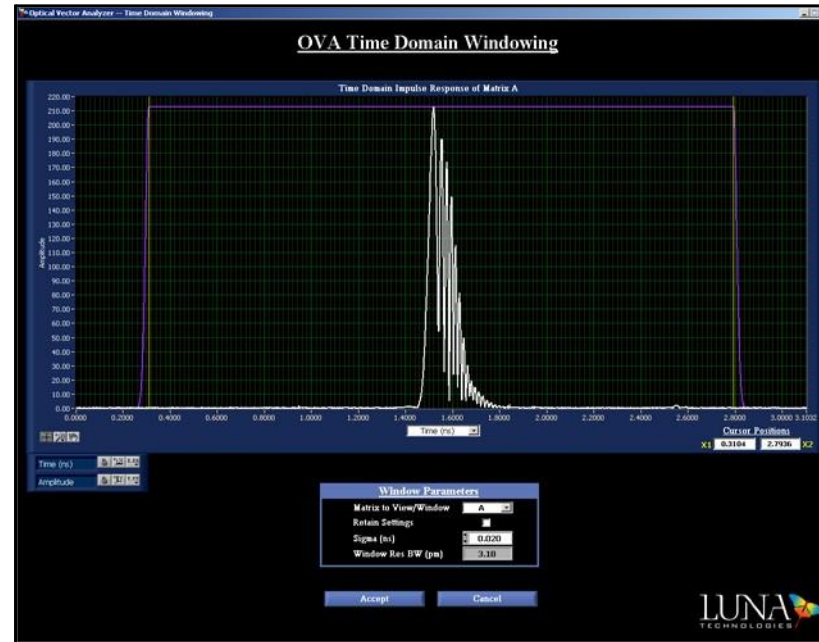 Optical Vector Analyzer -- Time Domain Windowing
OVA Time Domain Windowing
Time Domain Impulse Response of Matrix A
220.00
210.00
200.00
190.00
180.00
170.00
160.00
150.00
140.00
130.00
120.00
110.00
100.00
90.00
80.00
70.00
60.00
50.00
40.00
30.00
20.00
10.00
0.00
Amplitude
0.0000 0.2000 0.4000 0.6000 0.8000 1.0000 1.2000 1.4000 1.6000 1.8000 2.0000 2.2000 2.4000 2.6000 2.8000 3.0000 3.1032
Time (ns)
Cursor Positions
X1 0.3104 2.7936 X2
Time (ns)
Amplitude
Window Parameters
Matrix to View/Window A
Retain Settings
Sigma (ns) 0.020
Window Res BW (pm) 3.10
Accept Cancel
LUNA
TECHNOLOGIES